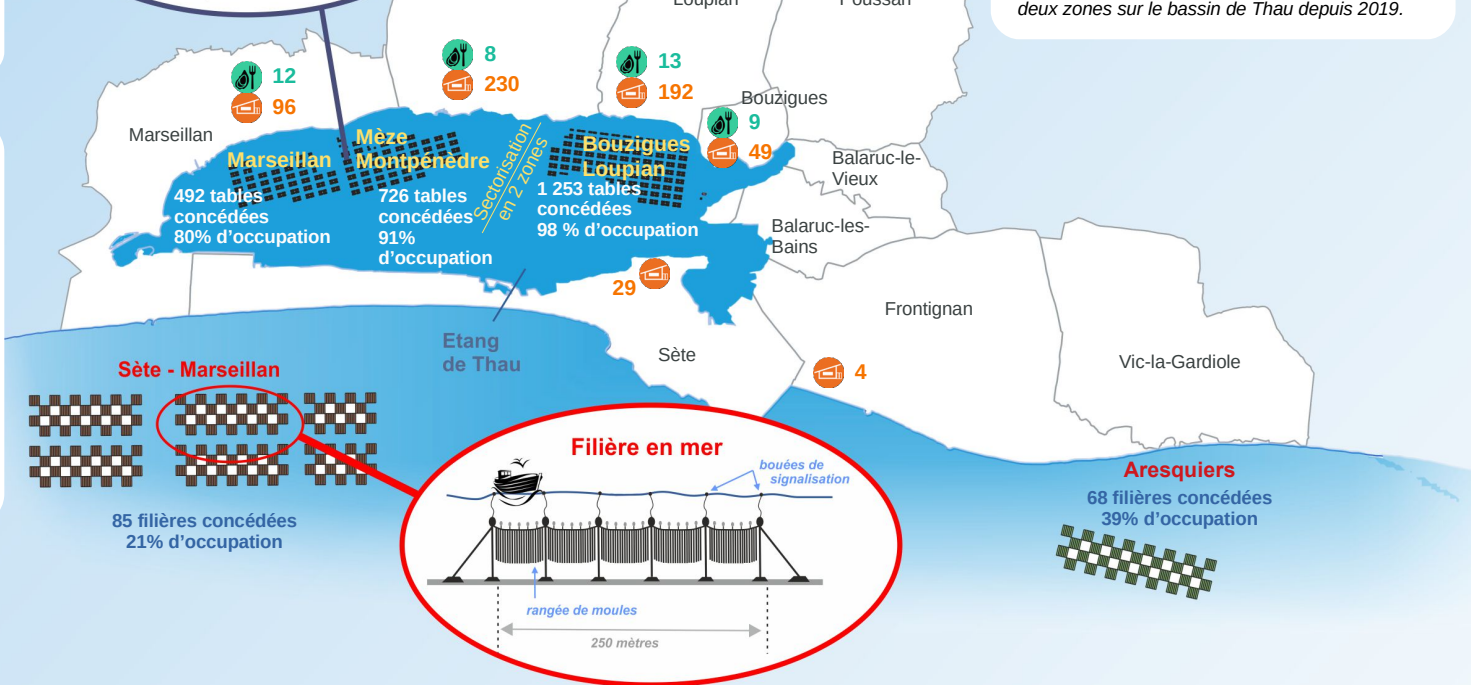 Loupian
Poussan
deux zones sur le bassin de Thau depuis 2019.
12
96
8
230
13
192
Bouzigues
9
49
Marseillan
Marseillan
492 tables
concédées
80% d'occupation
Mèze
Montpénèdre
726 tables
concédées
91%
d'occupation
Sectorisation
en 2 zones
Bouzigues
Loupian
1 253 tables
concédées
98 % d'occupation
Balaruc-le-
Vieux
Balaruc-les-
Bains
29
Frontignan
Etang
de Thau
Sète
4
Vic-la-Gardiole
Sète - Marseillan
85 filières concédées
21% d'occupation
Filière en mer
bouées de
signalisation
rangée de moules
250 mètres
Aresquiers
68 filières concédées
39% d'occupation